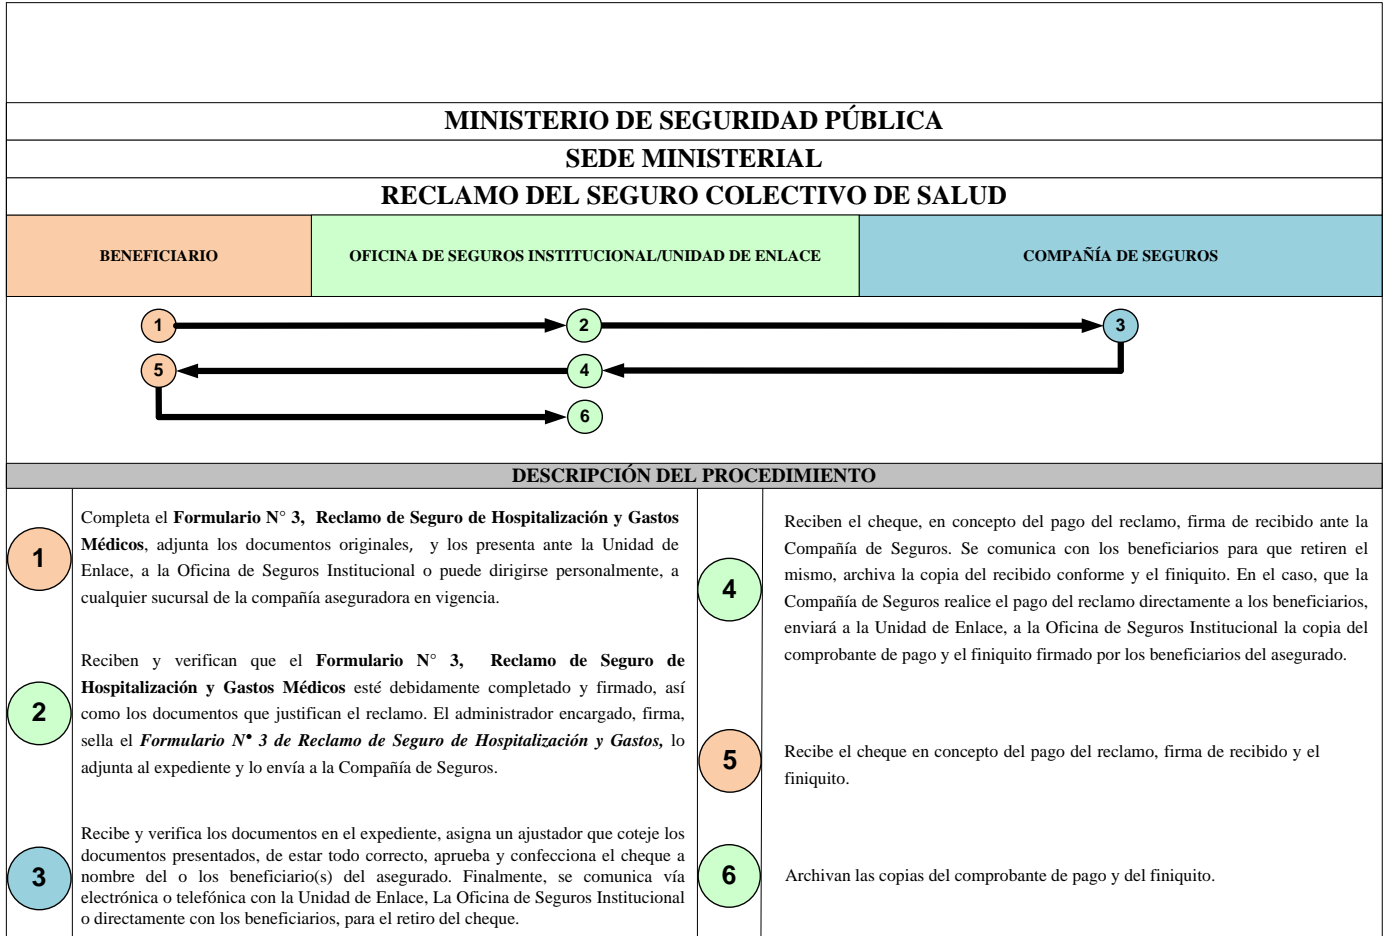 MINISTERIO DE SEGURIDAD PÚBLICA
SEDE MINISTERIAL
RECLAMO DEL SEGURO COLECTIVO DE SALUD
BENEFICIARIO
OFICINA DE SEGUROS INSTITUCIONAL/UNIDAD DE ENLACE
COMPAÑÍA DE SEGUROS
1
2
3
5
4
6
DESCRIPCIÓN DEL PROCEDIMIENTO
1
Completa el Formulario N° 3, Reclamo de Seguro de Hospitalización y Gastos
Médicos, adjunta los documentos originales, y los presenta ante la Unidad de
Enlace, a la Oficina de Seguros Institucional o puede dirigirse personalmente, a
cualquier sucursal de la compañía aseguradora en vigencia.
2
Reciben y verifican que el Formulario N° 3, Reclamo de Seguro de
Hospitalización y Gastos Médicos esté debidamente completado y firmado, así
como los documentos que justifican el reclamo. El administrador encargado, firma,
sella el Formulario N• 3 de Reclamo de Seguro de Hospitalización y Gastos, lo
adjunta al expediente y lo envía a la Compañía de Seguros.
3
Recibe y verifica los documentos en el expediente, asigna un ajustador que coteje los
documentos presentados, de estar todo correcto, aprueba y confecciona el cheque a
nombre del o los beneficiario(s) del asegurado. Finalmente, se comunica vía
electrónica o telefónica con la Unidad de Enlace, La Oficina de Seguros Institucional
o directamente con los beneficiarios, para el retiro del cheque.
4
Reciben el cheque, en concepto del pago del reclamo, firma de recibido ante la
Compañía de Seguros. Se comunica con los beneficiarios para que retiren el
mismo, archiva la copia del recibido conforme y el finiquito. En el caso, que la
Compañía de Seguros realice el pago del reclamo directamente a los beneficiarios,
enviará a la Unidad de Enlace, a la Oficina de Seguros Institucional la copia del
comprobante de pago y el finiquito firmado por los beneficiarios del asegurado.
5
Recibe el cheque en concepto del pago del reclamo, firma de recibido y el
finiquito.
6
Archivan las copias del comprobante de pago y del finiquito.